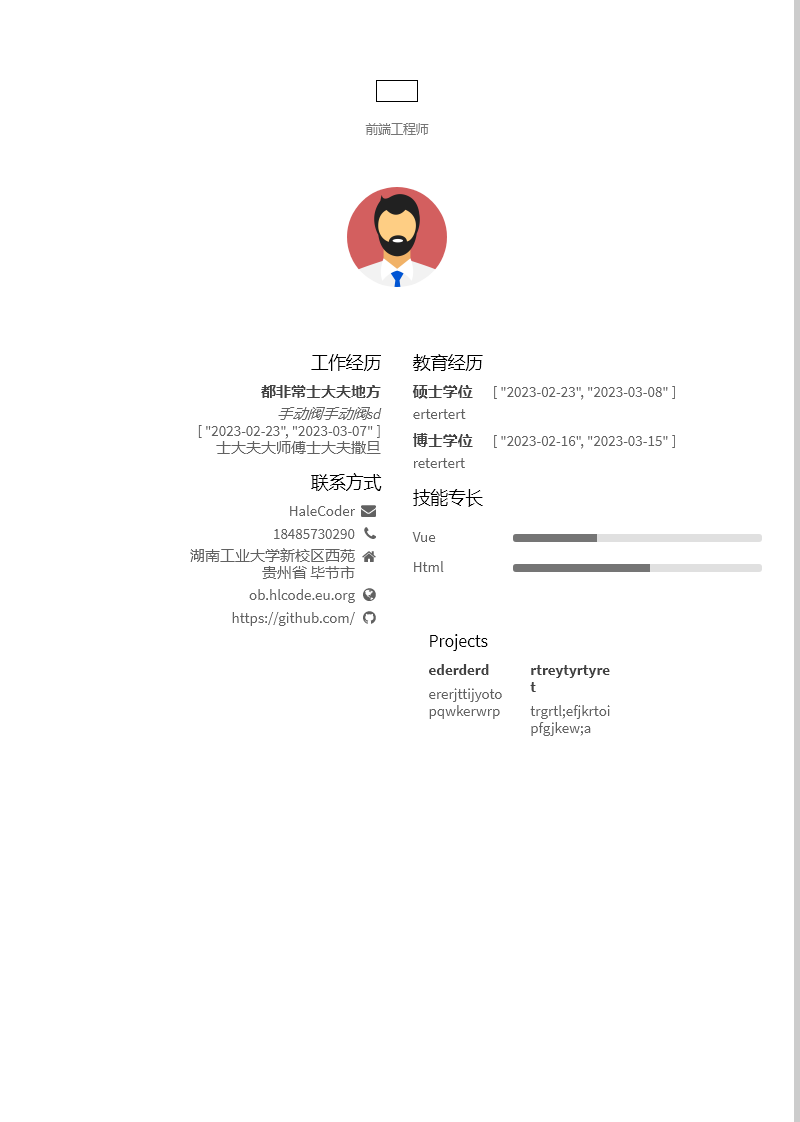 前端工程师
工作经历
都非常士大夫地方
手动阀手动阀sd
[ "2023-02-23", "2023-03-07" ]
士大夫大师傅士大夫撒旦
联系方式
HaleCoder
18485730290
湖南工业大学新校区西苑
贵州省 毕节市
ob.hlcode.eu.org
https://github.com/
教育经历
硕士学位 [ "2023-02-23", "2023-03-08" ]
ertertert
博士学位 [ "2023-02-16", "2023-03-15" ]
retertert
技能专长
Vue
Html
Projects
ederderd
ererjttijyoto
pqwkerwrp
rtreytyrtyre
t
trgrtl;efjkrtoi
pfgjkew;a